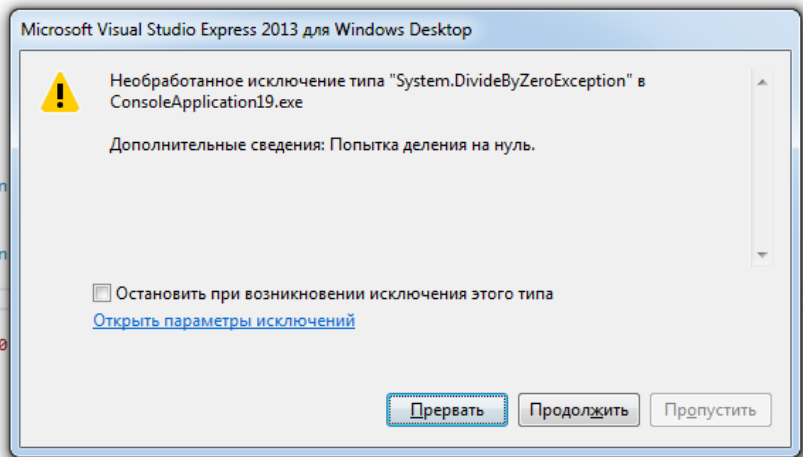 Microsoft Visual Studio Express 2013 для Windows Desktop
Необработанное исключение типа "System.DivideByZeroException" в
ConsoleApplication19.exe
Дополнительные сведения: Попытка деления на нуль.
Остановить при возникновении исключения этого типа
Открыть параметры исключений
Прервать Продолжить Пропустить